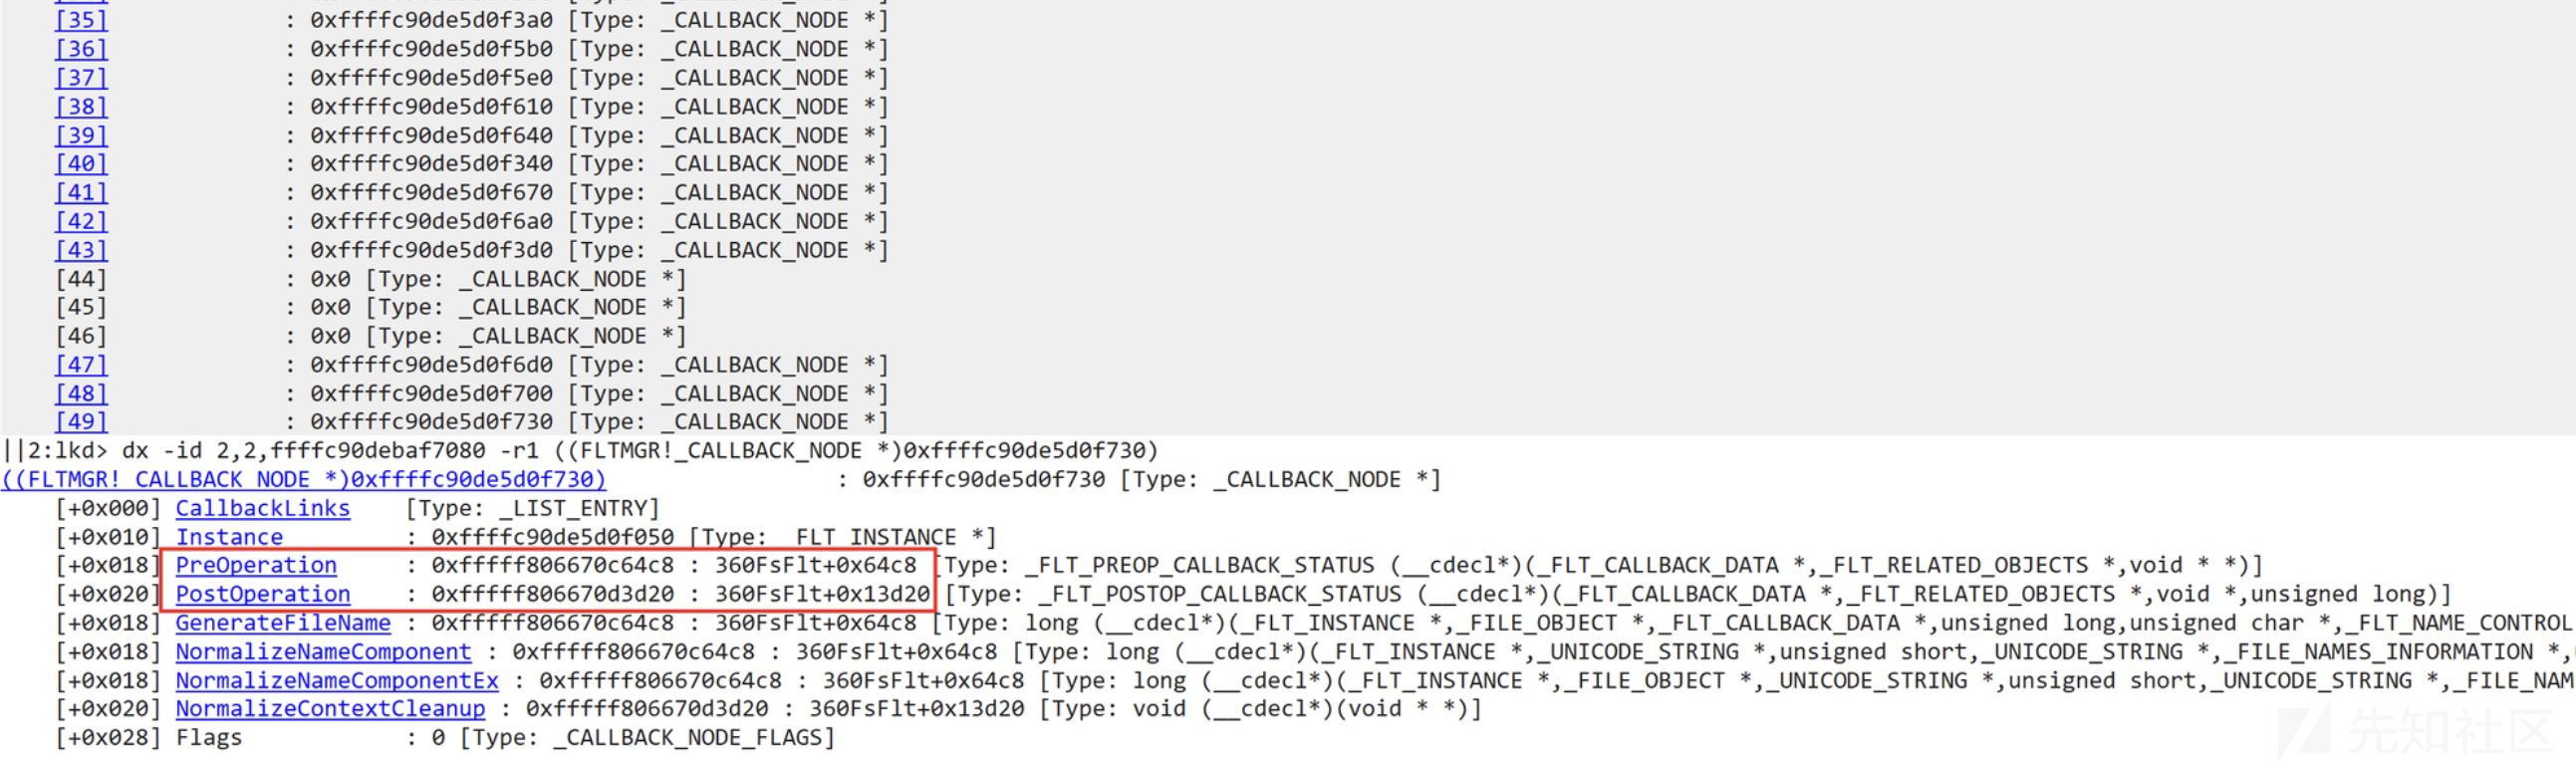 [35] : 0xffffc90de5d0f3a0 [Type: _CALLBACK_NODE *]
[36] : 0xffffc90de5d0f5b0 [Type: _CALLBACK_NODE *]
[37] : 0xffffc90de5d0f5e0 [Type: _CALLBACK_NODE *]
[38] : 0xffffc90de5d0f610 [Type: _CALLBACK_NODE *]
[39] : 0xffffc90de5d0f640 [Type: _CALLBACK_NODE *]
[40] : 0xffffc90de5d0f340 [Type: _CALLBACK_NODE *]
[41] : 0xffffc90de5d0f670 [Type: _CALLBACK_NODE *]
[42] : 0xffffc90de5d0f6a0 [Type: _CALLBACK_NODE *]
[43] : 0xffffc90de5d0f3d0 [Type: _CALLBACK_NODE *]
[44] : 0x0 [Type: _CALLBACK_NODE *]
[45] : 0x0 [Type: _CALLBACK_NODE *]
[46] : 0x0 [Type: _CALLBACK_NODE *]
[47] : 0xffffc90de5d0f6d0 [Type: _CALLBACK_NODE *]
[48] : 0xffffc90de5d0f700 [Type: _CALLBACK_NODE *]
[49] : 0xffffc90de5d0f730 [Type: _CALLBACK_NODE *]
||2:lkd> dx -id 2,2,ffffc90debaf7080 -r1 ((FLTMGR!_CALLBACK_NODE *)0xffffc90de5d0f730)
((FLTMGR!_CALLBACK_NODE *)0xffffc90de5d0f730) : 0xffffc90de5d0f730 [Type: _CALLBACK_NODE *]
[+0x000] CallbackLinks [Type: _LIST_ENTRY]
[+0x010] Instance : 0xffffc90de5d0f050 [Type: _FLT_INSTANCE *]
[+0x018] PreOperation : 0xfffff806670c64c8 : 360FsFlt+0x64c8 [Type: _FLT_PREOP_CALLBACK_STATUS (__cdecl*)(_FLT_CALLBACK_DATA *,_FLT_RELATED_OBJECTS *,void * *)]
[+0x020] PostOperation : 0xfffff806670d3d20 : 360FsFlt+0x13d20 [Type: _FLT_POSTOP_CALLBACK_STATUS (__cdecl*)(_FLT_CALLBACK_DATA *,_FLT_RELATED_OBJECTS *,void *,unsigned long)]
[+0x018] GenerateFileName : 0xfffff806670c64c8 : 360FsFlt+0x64c8 [Type: long (__cdecl*)(_FLT_INSTANCE *,_FILE_OBJECT *,_FLT_CALLBACK_DATA *,unsigned long,unsigned char *,_FLT_NAME_CONTROL
[+0x018] NormalizeNameComponent : 0xfffff806670c64c8 : 360FsFlt+0x64c8 [Type: long (__cdecl*)(_FLT_INSTANCE *,_UNICODE_STRING *,unsigned short,_UNICODE_STRING *,_FILE_NAMES_INFORMATION *,
[+0x018] NormalizeNameComponentEx : 0xfffff806670c64c8 : 360FsFlt+0x64c8 [Type: long (__cdecl*)(_FLT_INSTANCE *,_FILE_OBJECT *,_UNICODE_STRING *,unsigned short,_UNICODE_STRING *,_FILE_NAM
[+0x020] NormalizeContextCleanup : 0xfffff806670d3d20 : 360FsFlt+0x13d20 [Type: void (__cdecl*)(void * *)]
[+0x028] Flags : 0 [Type: _CALLBACK_NODE_FLAGS]
先知社区